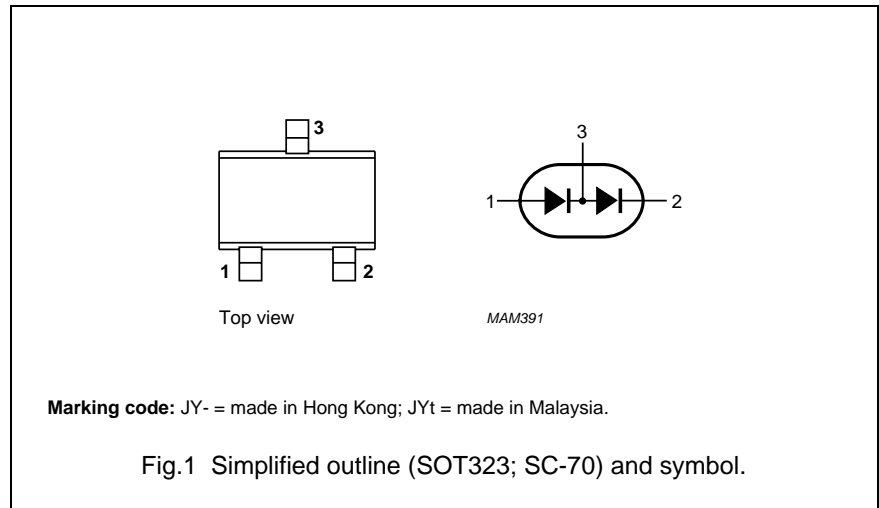 3
1
2
Top view
3
1
2
MAM391
Marking code: JY- = made in Hong Kong; JYt = made in Malaysia.
Fig.1 Simplified outline (SOT323; SC-70) and symbol.